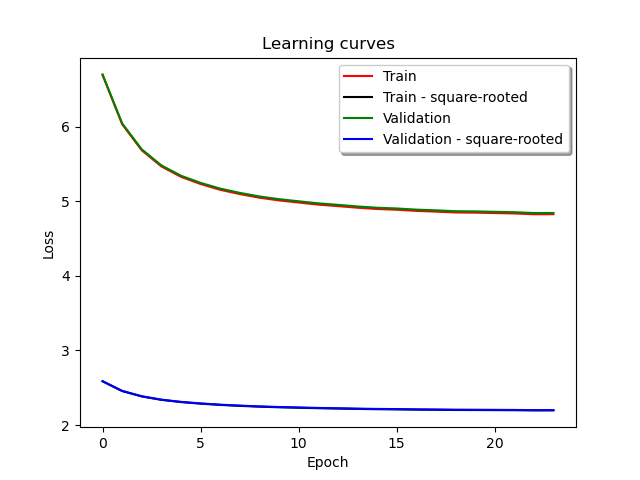 Learning curves
Train
Train - square-rooted
Validation
Validation - square-rooted
6
5
4
3
2
Loss
0
5
10
15
20
Epoch